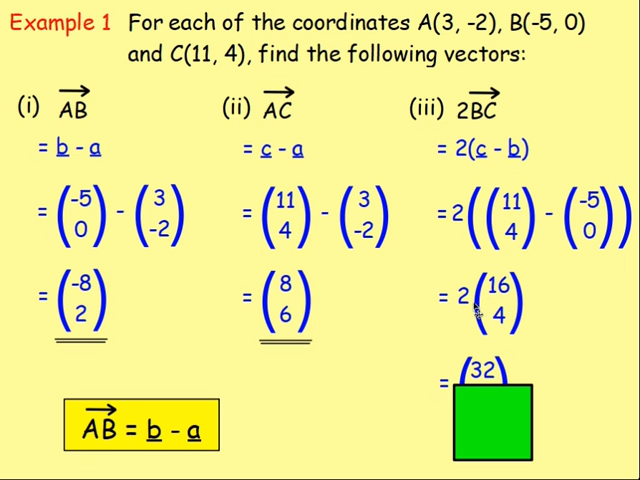 Example 1 For each of the coordinates A(3, -2), B(-5, 0)
and C(11, 4), find the following vectors:
(i) AB (ii) AC (iii) 2BC
= b - a = c - a = 2(c - b)
= (-5 0) - (3 -2) = (11 4) - (3 -2) = 2((11 4) - (-5 0))
= (-8 2) = (8 6) = 2(16 4)
= (32
AB = b - a